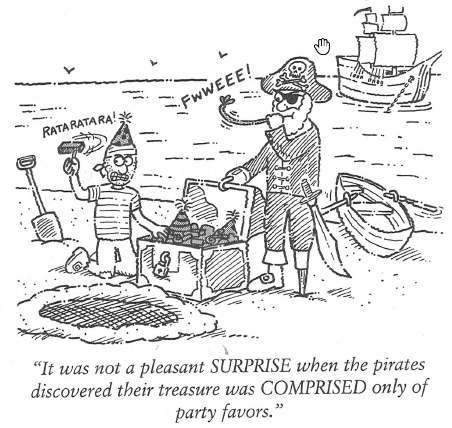 FWWEEE!
RATARATARA!
“It was not a pleasant SURPRISE when the pirates
discovered their treasure was COMPRISED only of
party favors.”